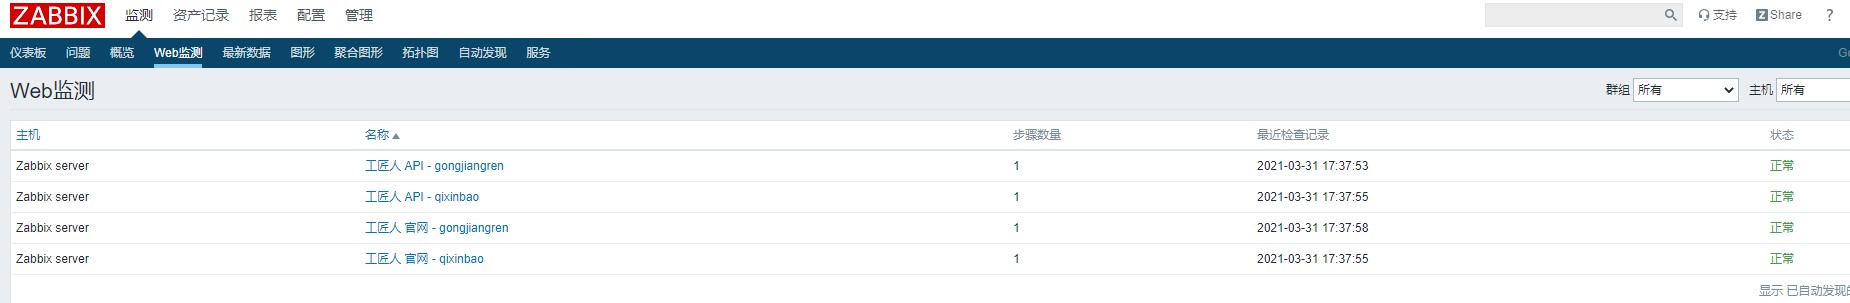 ZABBIX 监测 资产记录 报表 配置 管理 支持 Z Share ?
仪表板 问题 概览 Web监测 最新数据 图形 聚合图形 拓扑图 自动发现 服务
Web监测 群组 所有 主机 所有
主机 名称 步骤数量 最近检查记录 状态
Zabbix server 工匠人 API - gongjiangren 1 2021-03-31 17:37:53 正常
Zabbix server 工匠人 API - qixinbao 1 2021-03-31 17:37:55 正常
Zabbix server 工匠人 官网 - gongjiangren 1 2021-03-31 17:37:58 正常
Zabbix server 工匠人 官网 - qixinbao 1 2021-03-31 17:37:55 正常
显示 已自动发现的